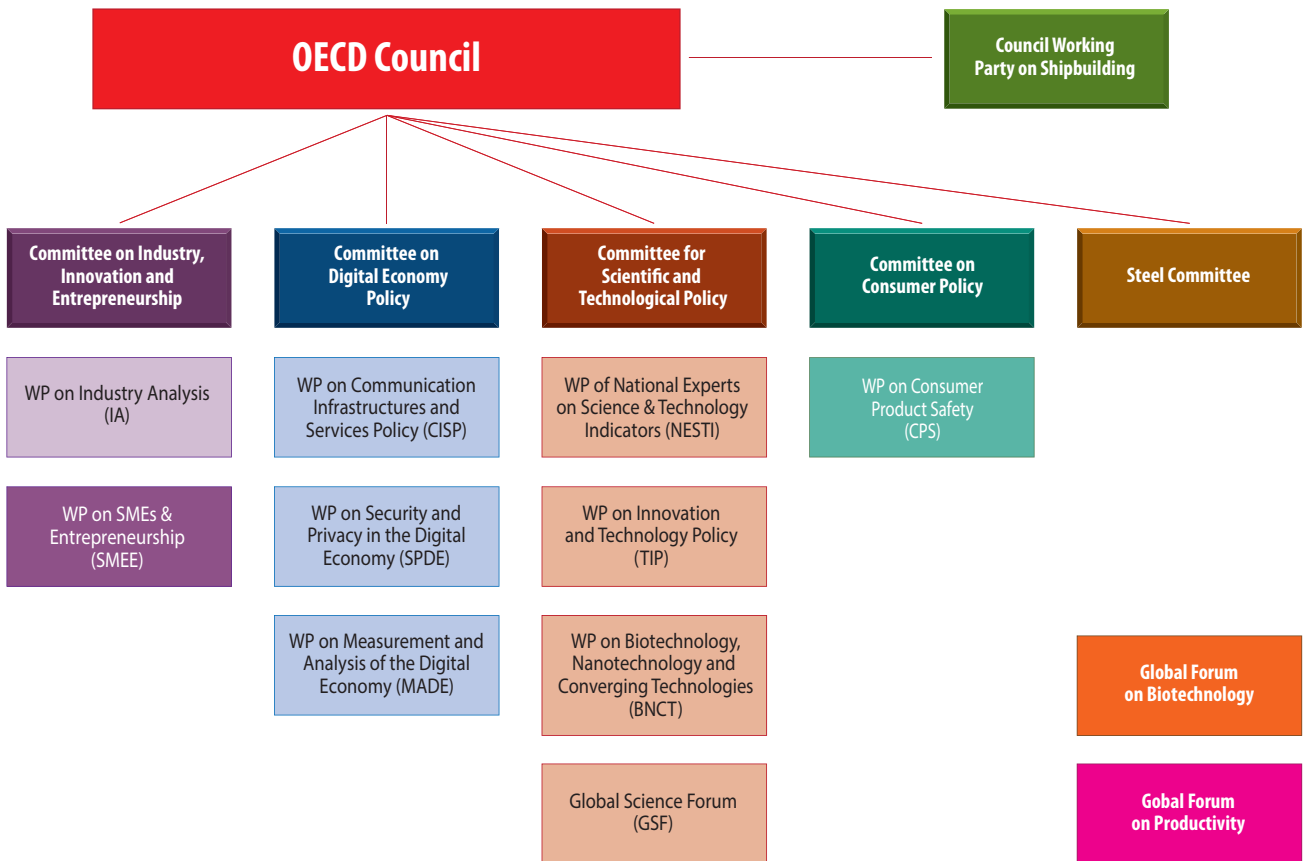 OECD Council
Council Working
Party on Shipbuilding
Committee on Industry,
Innovation and
Entrepreneurship
Committee on
Digital Economy
Policy
Committee for
Scientific and
Technological Policy
Committee on
Consumer Policy
Steel Committee
WP on Industry Analysis
(IA)
WP on Communication
Infrastructures and
Services Policy (CISP)
WP of National Experts
on Science & Technology
Indicators (NESTI)
WP on Consumer
Product Safety
(CPS)
WP on SMEs &
Entrepreneurship
(SMEE)
WP on Security and
Privacy in the Digital
Economy (SPDE)
WP on Innovation
and Technology Policy
(TIP)
WP on Measurement and
Analysis of the Digital
Economy (MADE)
WP on Biotechnology,
Nanotechnology and
Converging Technologies
(BNCT)
Global Forum
on Biotechnology
Global Science Forum
(GSF)
Gobal Forum
on Productivity